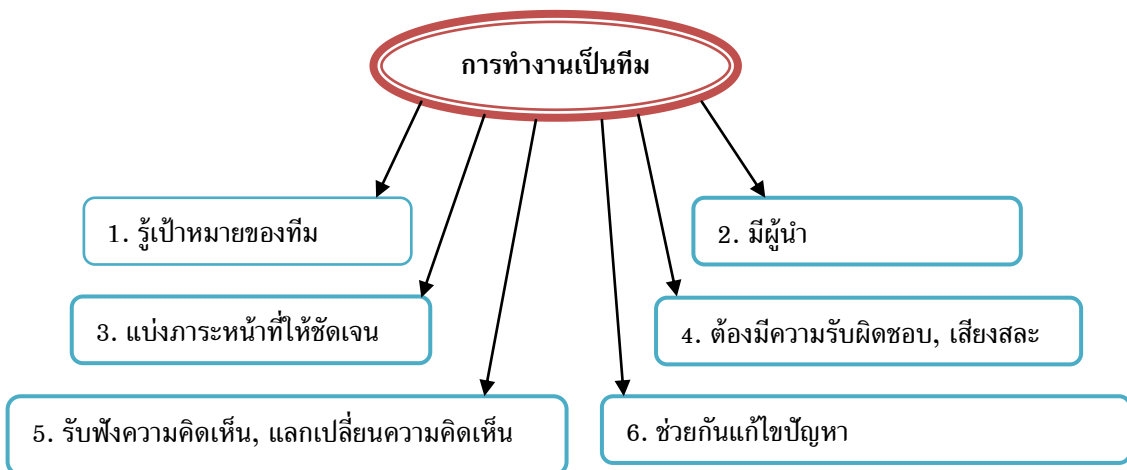 การทำงานเป็นทีม
1. รู้เป้าหมายของทีม
2. มีผู้นำ
3. แบ่งภาระหน้าที่ให้ชัดเจน
4. ต้องมีความรับผิดชอบ, เสียงสละ
5. รับฟังความคิดเห็น, แลกเปลี่ยนความคิดเห็น
6. ช่วยกันแก้ไขปัญหา